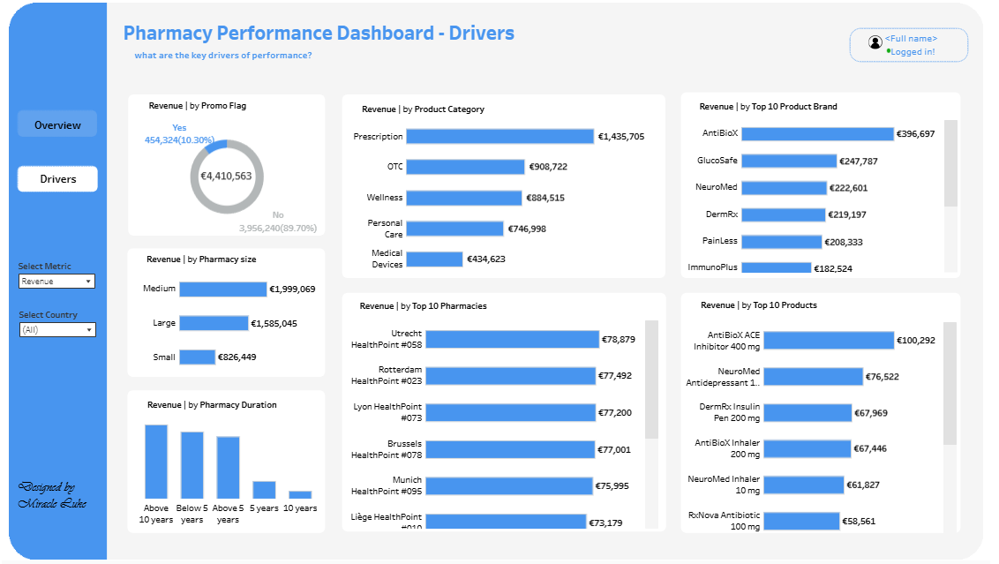 Pharmacy Performance Dashboard - Drivers
what are the key drivers of performance?
<Full name>
Logged in!
Overview
Drivers
Select Metric
Revenue
Select Country
(All)
Designed by
Miracle Luke
Revenue | by Promo Flag
Yes
454,324(10.30%)
€4,410,563
No
3,956,240(89.70%)
Revenue | by Pharmacy size
Medium €1,999,069
Large €1,585,045
Small €826,449
Revenue | by Pharmacy Duration
Above Below 5 Above 5 5 years 10 years
10 years years years
Revenue | by Product Category
Prescription €1,435,705
OTC €908,722
Wellness €884,515
Personal
Care €746,998
Medical
Devices €434,623
Revenue | by Top 10 Pharmacies
Utrecht
HealthPoint #058 €78,879
Rotterdam
HealthPoint #023 €77,492
Lyon HealthPoint
#073 €77,200
Brussels
HealthPoint #078 €77,001
Munich
HealthPoint #095 €75,995
Liège HealthPoint
#010 €73,179
Revenue | by Top 10 Product Brand
AntiBioX €396,697
GlucoSafe €247,787
NeuroMed €222,601
DermRx €219,197
PainLess €208,333
ImmunoPlus €182,524
Revenue | by Top 10 Products
AntiBioX ACE
Inhibitor 400 mg €100,292
NeuroMed
Antidepressant 1.. €76,522
DermRx Insulin
Pen 200 mg €67,969
AntiBioX Inhaler
200 mg €67,446
NeuroMed Inhaler
10 mg €61,827
RxNova Antibiotic
100 mg €58,561